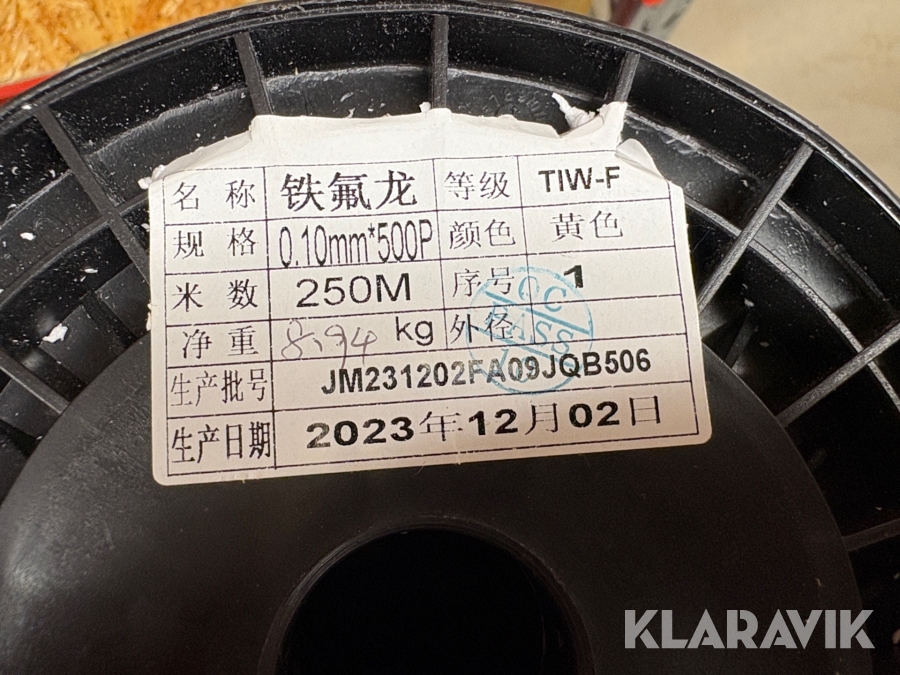 名 称 铁氟龙 等级 TIW-F
规 格 0.10mm*500P 颜色 黄色
米 数 250M 序号 1
净 重 8.94 kg 外径
生产批号 JM231202FA09JQB506
生产日期 2023年12月02日
QC
PASS
KLARAVIK